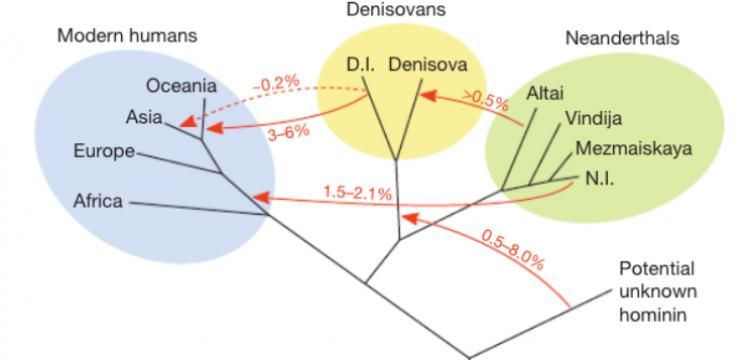 Denisovans
Modern humans
Neanderthals
D.I. Denisova
Oceania
~0.2%
>0.5%
Altai
Asia
3–6%
Vindija
Europe
Mezmaiskaya
N.I.
1.5–2.1%
Africa
0.5–8.0%
Potential
unknown
hominin